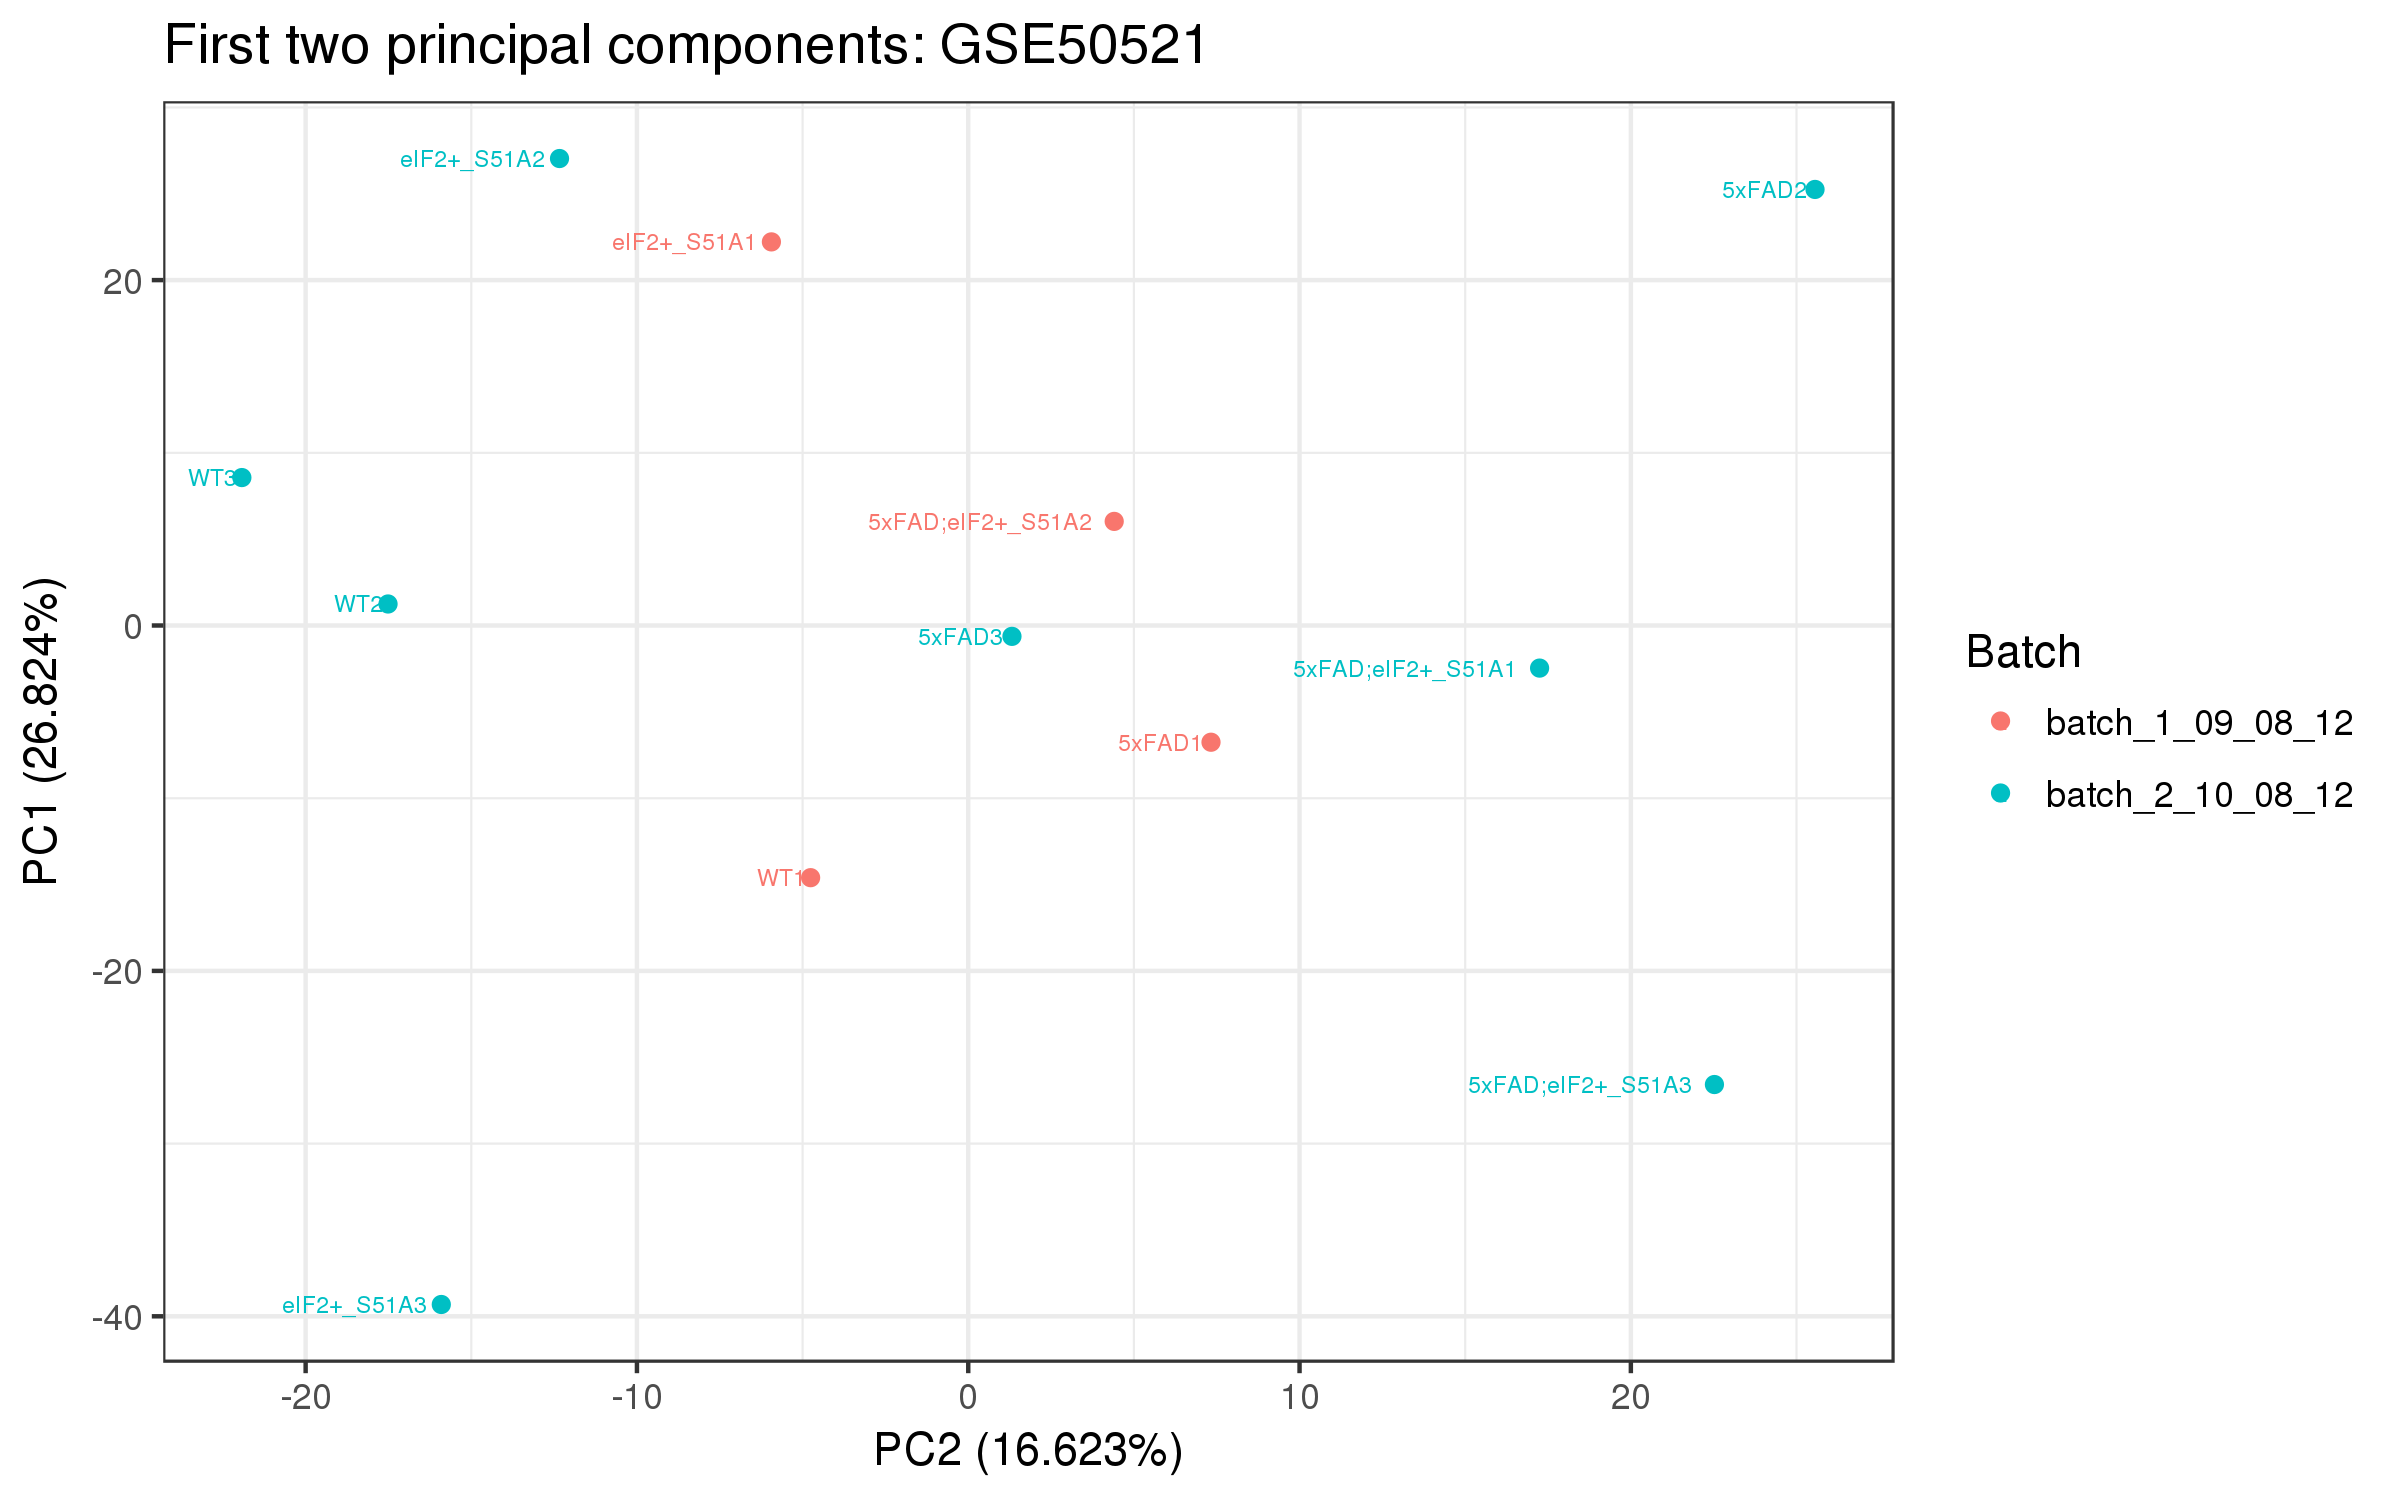 First two principal components: GSE50521
PC1 (26.824%)
20
0
-20
-40
eIF2+_S51A2
5xFAD2
eIF2+_S51A1
WT3
5xFAD;eIF2+_S51A2
WT2
5xFAD3
5xFAD;eIF2+_S51A1
5xFAD1
WT1
5xFAD;eIF2+_S51A3
eIF2+_S51A3
-20 -10 0 10 20
PC2 (16.623%)
Batch
batch_1_09_08_12
batch_2_10_08_12